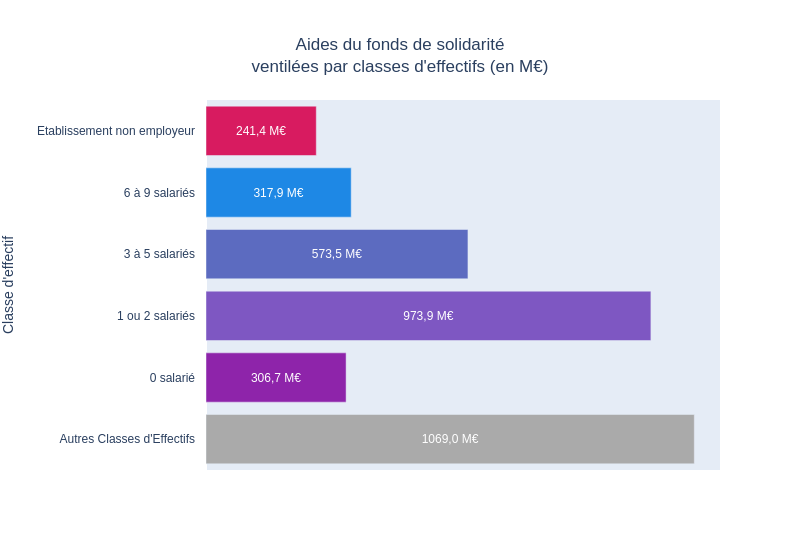 Aides du fonds de solidarité
ventilées par classes d'effectifs (en M€)
Classe d'effectif
Etablissement non employeur
241,4 M€
6 à 9 salariés
317,9 M€
3 à 5 salariés
573,5 M€
1 ou 2 salariés
973,9 M€
0 salarié
306,7 M€
Autres Classes d'Effectifs
1069,0 M€